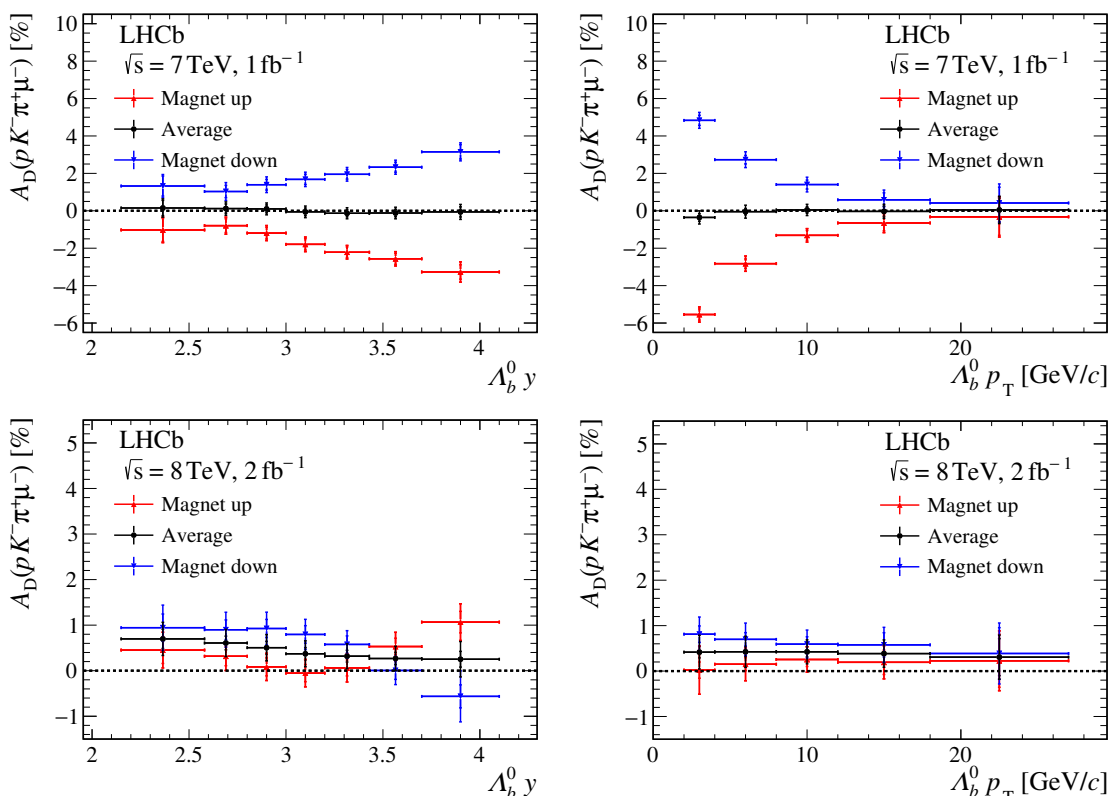 A_D(pK⁻π⁺μ⁻) [%]
LHCb
√s = 7 TeV, 1 fb⁻¹
Magnet up
Average
Magnet down
10
8
6
4
2
0
−2
−4
−6
2
2.5
3
3.5
4
Λ_b^0 y
A_D(pK⁻π⁺μ⁻) [%]
LHCb
√s = 7 TeV, 1 fb⁻¹
Magnet up
Average
Magnet down
10
8
6
4
2
0
−2
−4
−6
0
10
20
Λ_b^0 p_T [GeV/c]
A_D(pK⁻π⁺μ⁻) [%]
LHCb
√s = 8 TeV, 2 fb⁻¹
Magnet up
Average
Magnet down
5
4
3
2
1
0
−1
2
2.5
3
3.5
4
Λ_b^0 y
A_D(pK⁻π⁺μ⁻) [%]
LHCb
√s = 8 TeV, 2 fb⁻¹
Magnet up
Average
Magnet down
5
4
3
2
1
0
−1
0
10
20
Λ_b^0 p_T [GeV/c]